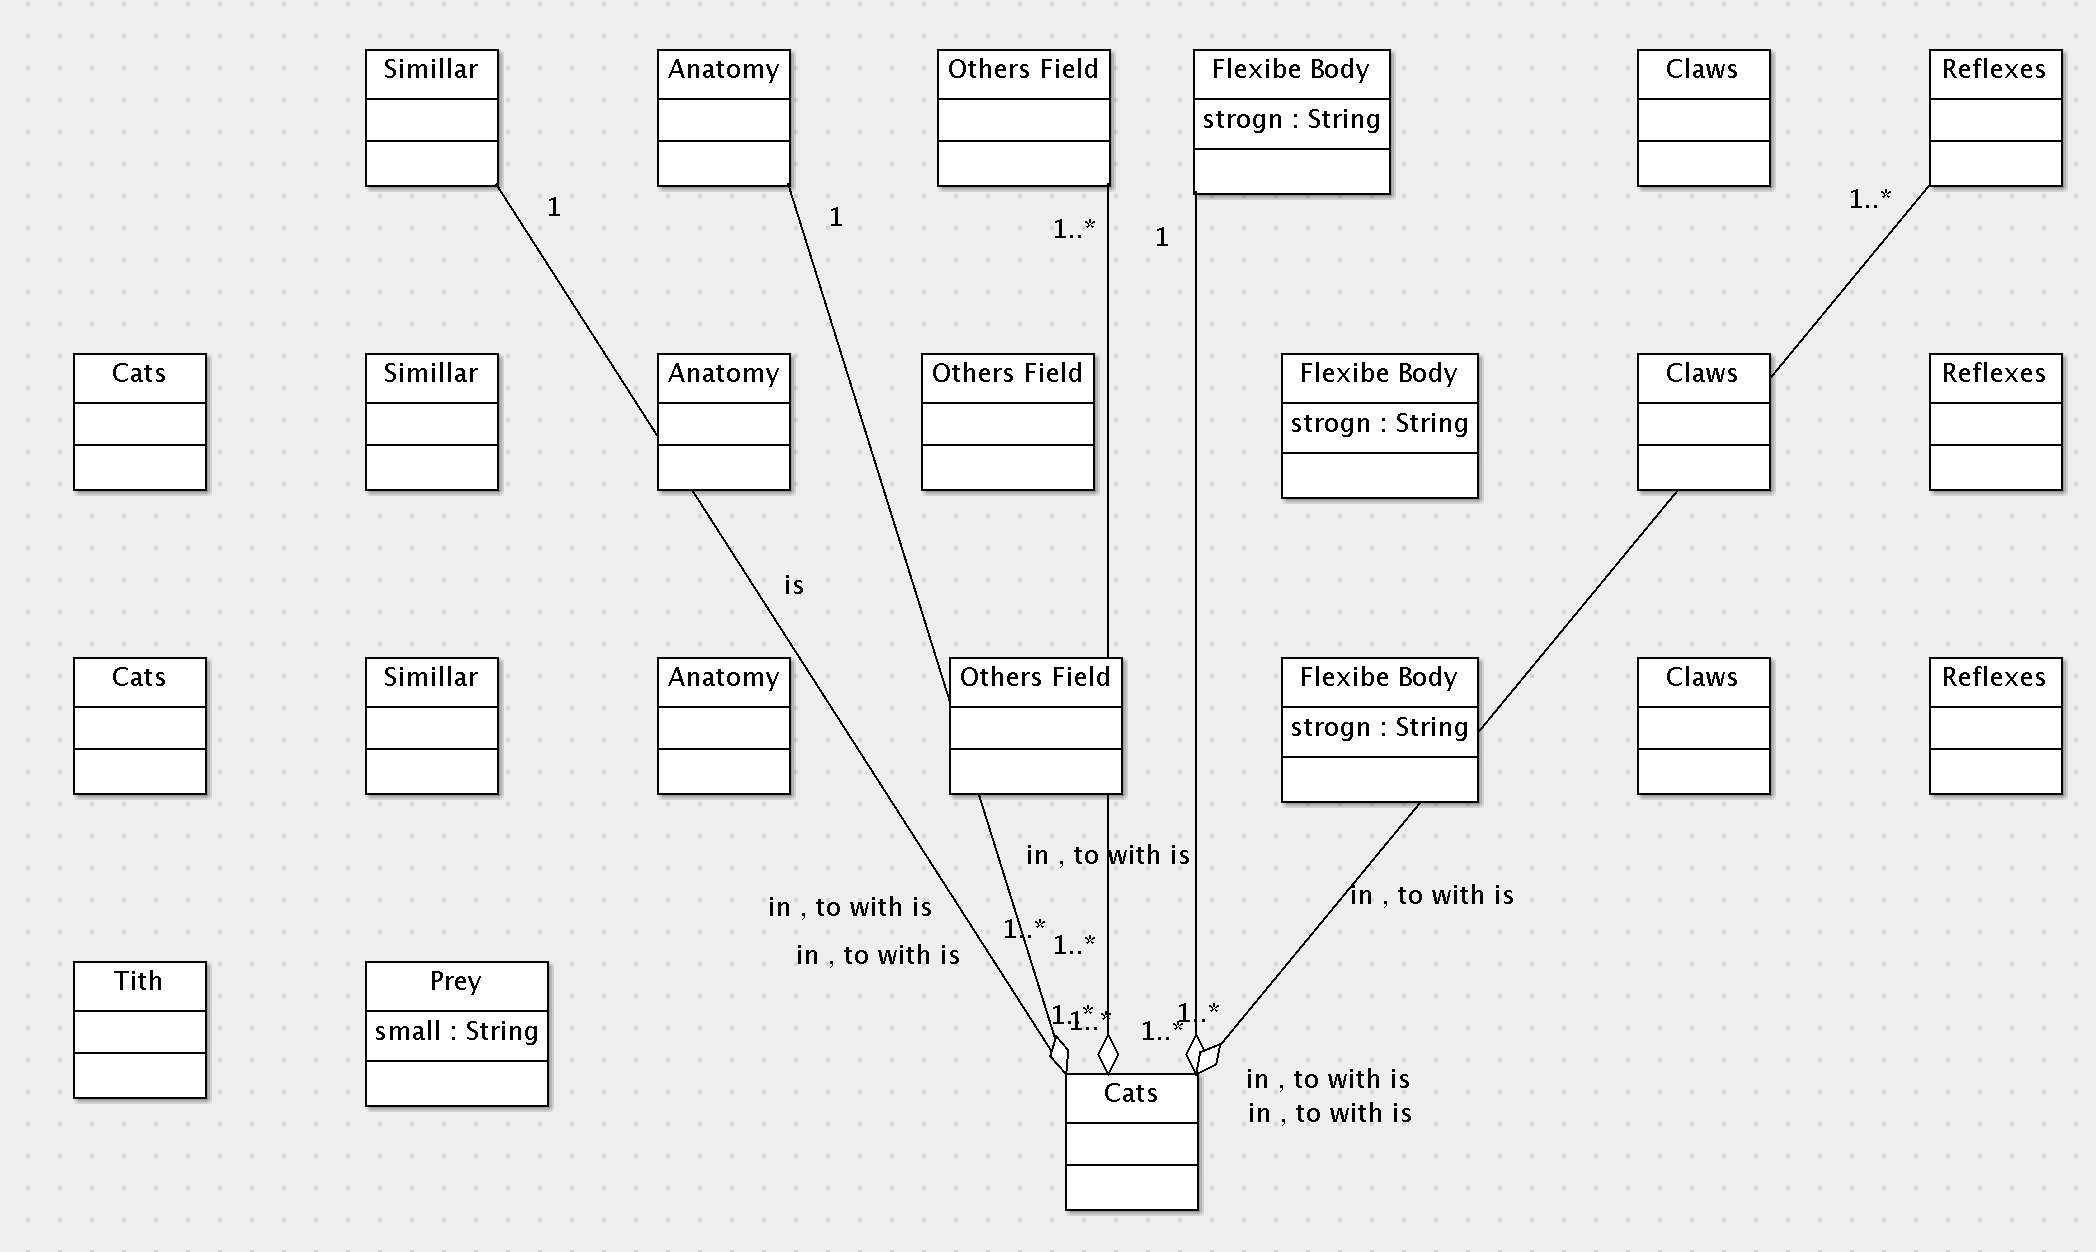 Simillar
Anatomy
Others Field
Flexibe Body
Claws
Reflexes
strogn : String
1
1
1..*
1
1..*
Cats
Simillar
Anatomy
Others Field
Flexibe Body
Claws
Reflexes
strogn : String
is
Cats
Simillar
Anatomy
Others Field
Flexibe Body
Claws
Reflexes
strogn : String
in , to with is
in , to with is
in , to with is
1..*
1..*
in , to with is
Tith
Prey
small : String
1..*
1..*
1..*
1..*
Cats
in , to with is
in , to with is